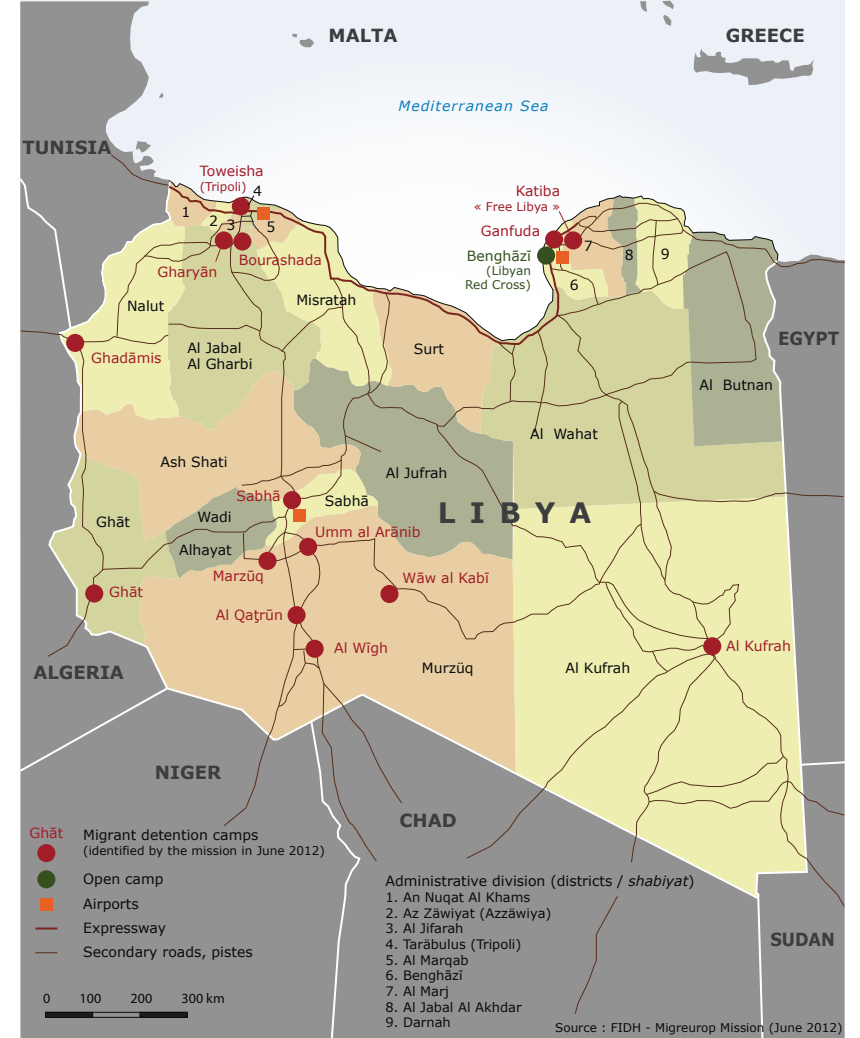 MALTA
GREECE
Mediterranean Sea
TUNISIA
Toweisha
(Tripoli)
4
1
2
3
5
Katiba
« Free Libya »
Ganfuda
7
8
9
Benghāzī
(Libyan
Red Cross)
6
Gharyān
Bourashada
Nalut
Misratah
Ghadāmis
Al Jabal
Al Gharbi
Surt
EGYPT
Al Butnan
Al Wahat
Ash Shati
Al Jufrah
Sabhā
Sabhā
LIBYA
Ghāt
Wadi
Alhayat
Umm al Arānib
Marzūq
Wāw al Kabī
Ghāt
Al Qaţrūn
Al Wīgh
Al Kufrah
ALGERIA
Murzüq
Al Kufrah
NIGER
CHAD
SUDAN
Ghāt
Migrant detention camps
(identified by the mission in June 2012)
Open camp
Airports
Expressway
Secondary roads, pistes
0 100 200 300 km
Administrative division (districts / shabiyat)
1. An Nuqat Al Khams
2. Az Zäwiyat (Azzäwiya)
3. Al Jifarah
4. Taräbulus (Tripoli)
5. Al Marqab
6. Benghāzī
7. Al Marj
8. Al Jabal Al Akhdar
9. Darnah
Source : FIDH - Migreurop Mission (June 2012)